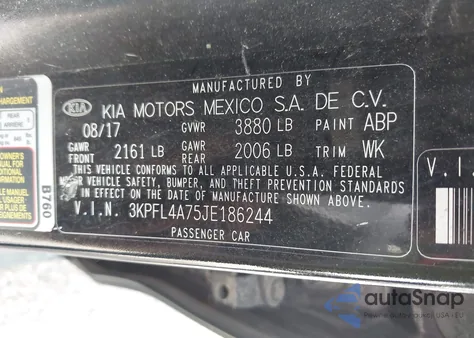 MANUFACTURED BY
KIA KIA MOTORS MEXICO S.A. DE C.V.
08/17 GVWR 3880 LB PAINT ABP
GAWR FRONT 2161 LB GAWR REAR 2006 LB TRIM WK
THIS VEHICLE CONFORMS TO ALL APPLICABLE U.S.A. FEDERAL
MOTOR VEHICLE SAFETY, BUMPER, AND THEFT PREVENTION STANDARDS
IN EFFECT ON THE DATE OF MANUFACTURE SHOWN ABOVE.
V.I.N. 3KPFL4A75JE186244
PASSENGER CAR
B760
REAR
V.I.
autoSnap